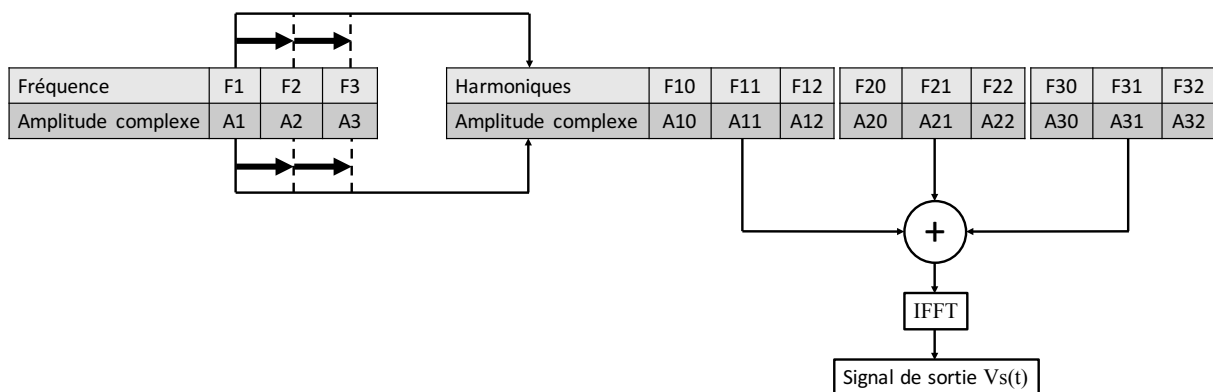 Fréquence F1 F2 F3
Amplitude complexe A1 A2 A3
Harmoniques F10 F11 F12 F20 F21 F22 F30 F31 F32
Amplitude complexe A10 A11 A12 A20 A21 A22 A30 A31 A32
+
IFFT
Signal de sortie Vs(t)